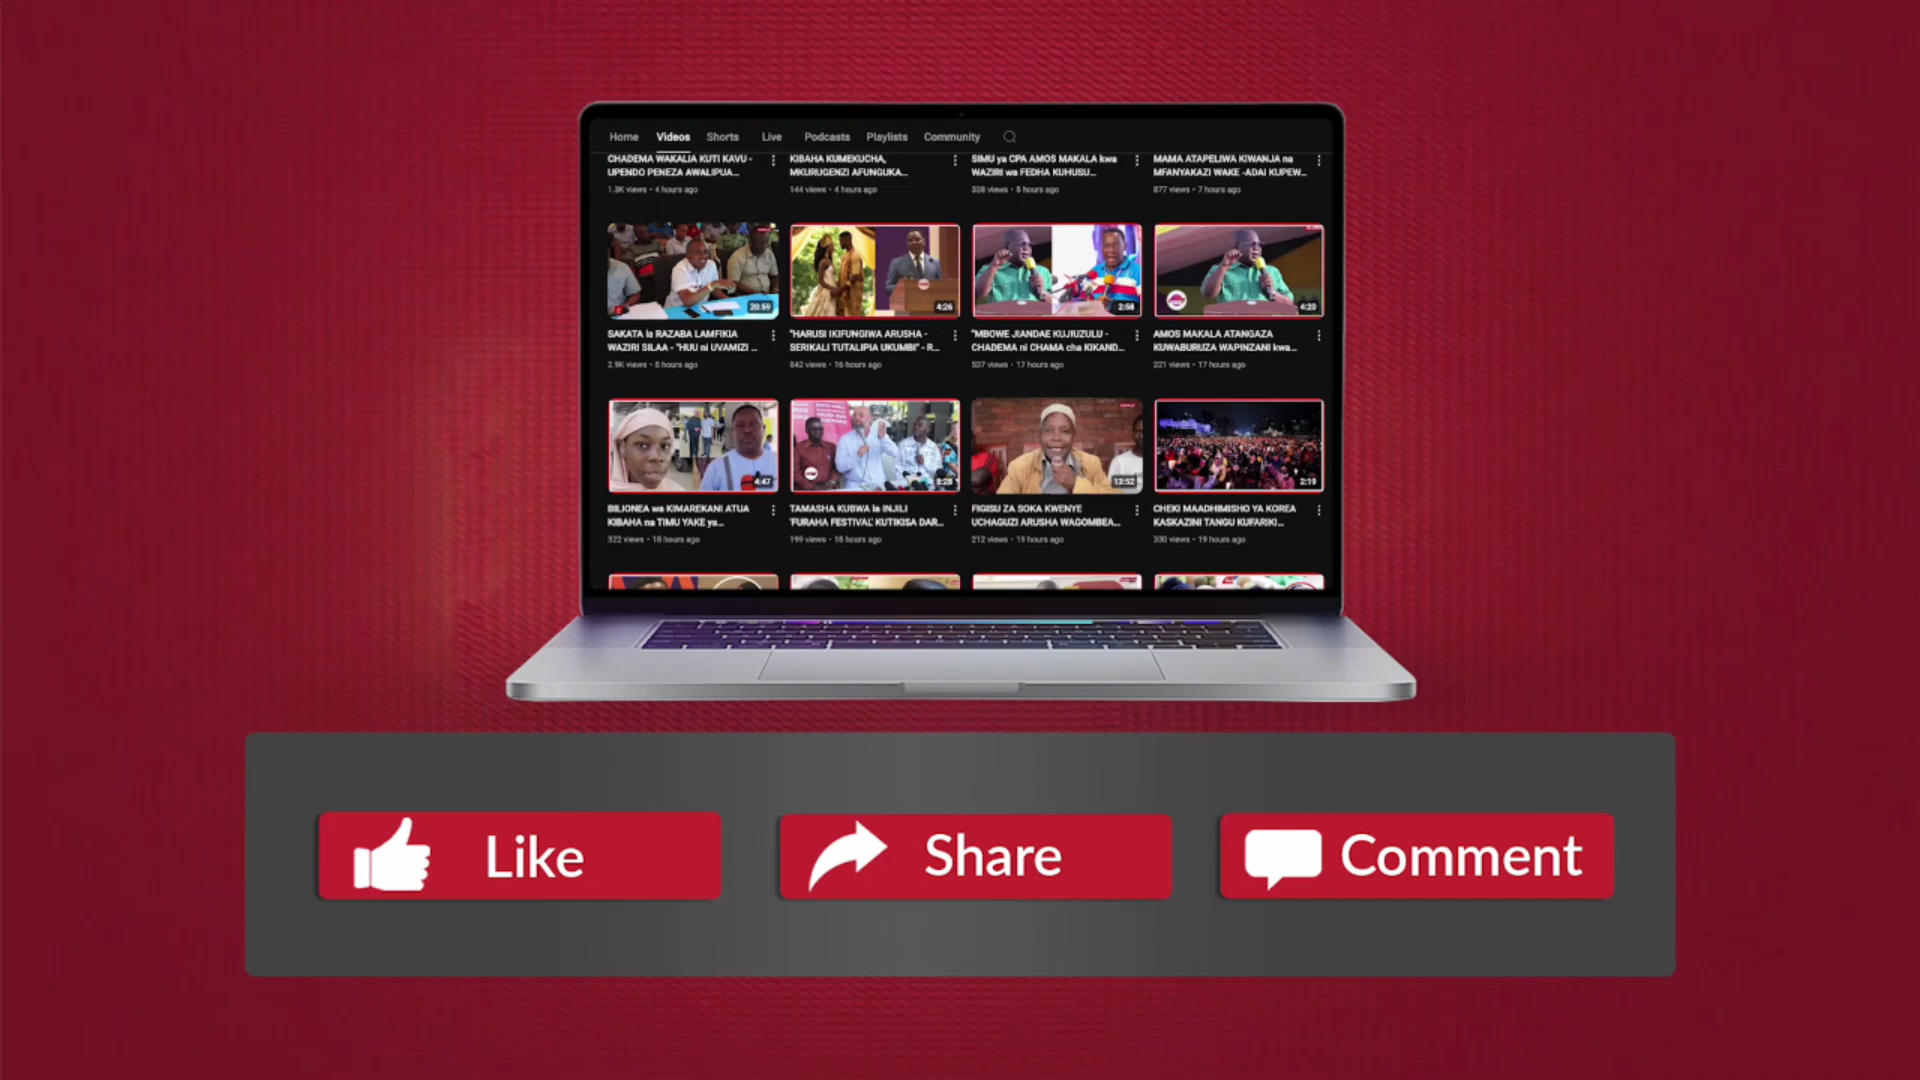 Home Videos Shorts Live Podcasts Playlists Community
CHADEMA WAKALIA KUTI KAVU -
UPENDO PENEZA AWALIPUA...
1.3K views • 4 hours ago
KIBAHA KUMEKUCHA,
MKURUGENZI AFUNGUKA...
144 views • 4 hours ago
SIMU ya CPA AMOS MAKALA kwa
WAZIRI wa FEDHA KUHUSU...
338 views • 5 hours ago
MAMA ATAPELIWA KIWANJA na
MFANYAKAZI WAKE -ADAI KUPEW...
877 views • 7 hours ago
20:59
4:26
2:58
4:20
SAKATA la RAZABA LAMFIKIA
WAZIRI SILAA - "HUU ni UVAMIZI ...
2.9K views • 8 hours ago
"HARUSI IKIFUNGIWA ARUSHA -
SERIKALI TUTALIPIA UKUMBI" - R...
842 views • 16 hours ago
"MBOWE JIANDAE KUJIUZULU -
CHADEMA ni CHAMA cha KIKAND...
537 views • 17 hours ago
AMOS MAKALA ATANGAZA
KUWABURUZA WAPINZANI kwa...
221 views • 17 hours ago
4:47
3:28
13:52
2:19
BILIONEA wa KIMAREKANI ATUA
KIBAHA na TIMU YAKE ya...
322 views • 18 hours ago
TAMASHA KUBWA la INJILI
'FURAHA FESTIVAL' KUTIKISA DAR...
199 views • 18 hours ago
FIGISU ZA SOKA KWENYE
UCHAGUZI ARUSHA WAGOMBEA...
212 views • 19 hours ago
CHEKI MAADHIMISHO YA KOREA
KASKAZINI TANGU KUFARIKI...
330 views • 19 hours ago
Like
Share
Comment